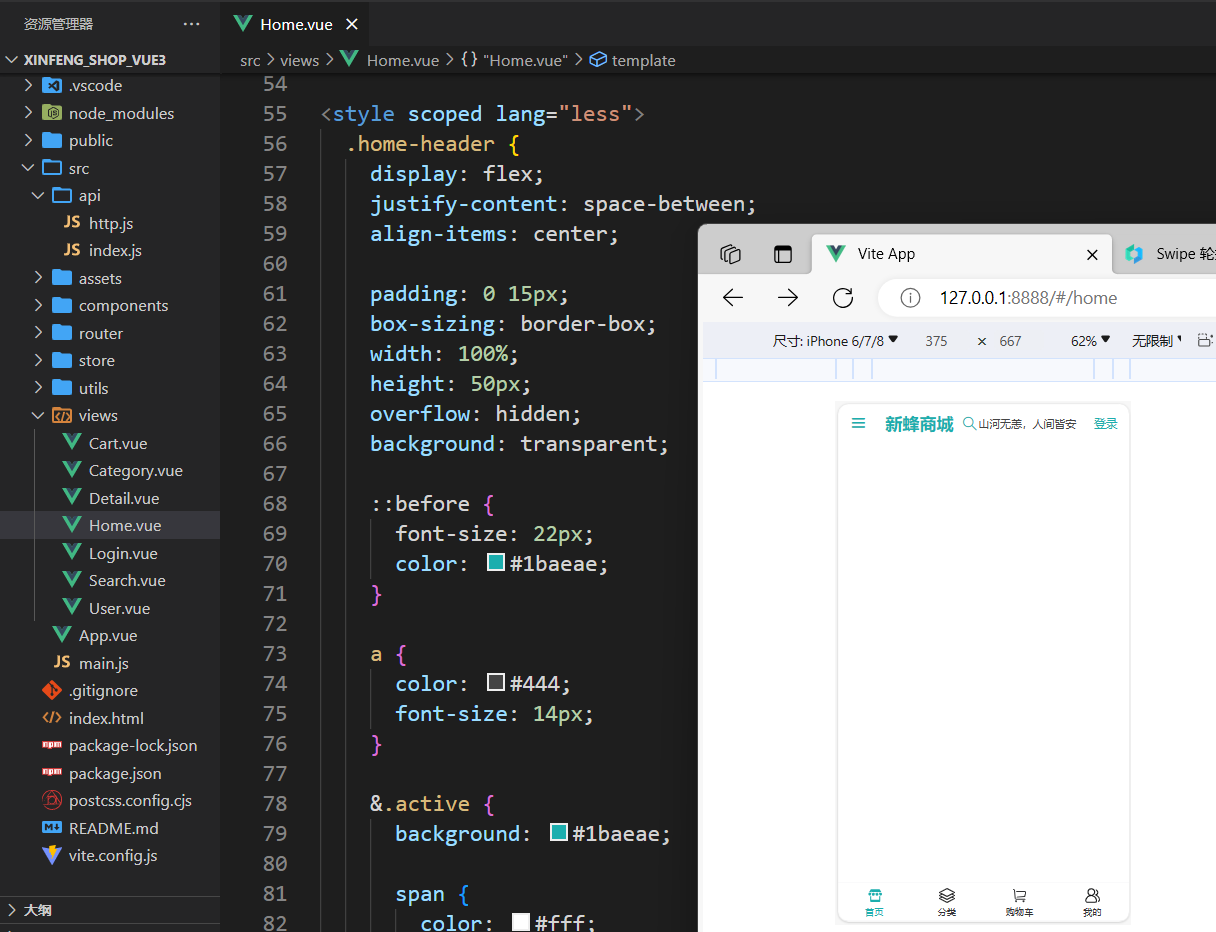 资源管理器
XINFENG_SHOP_VUE3
.vscode
node_modules
public
src
api
JS http.js
JS index.js
assets
components
router
store
utils
views
Cart.vue
Category.vue
Detail.vue
Home.vue
Login.vue
Search.vue
User.vue
App.vue
JS main.js
.gitignore
index.html
package-lock.json
package.json
postcss.config.cjs
README.md
vite.config.js
大纲
Home.vue
src > views > Home.vue > {} "Home.vue" > template
54
55 <style scoped lang="less">
56 .home-header {
57 display: flex;
58 justify-content: space-between;
59 align-items: center;
60
61 padding: 0 15px;
62 box-sizing: border-box;
63 width: 100%;
64 height: 50px;
65 overflow: hidden;
66 background: transparent;
67
68 ::before {
69 font-size: 22px;
70 color: #1baeae;
71 }
72
73 a {
74 color: #444;
75 font-size: 14px;
76 }
77
78 &.active {
79 background: #1baeae;
80
81 span {
82 color: #fff;
Vite App
Swipe 轮
127.0.0.1:8888/#/home
尺寸: iPhone 6/7/8 375 × 667 62% 无限制
新蜂商城 山河无恙，人间皆安 登录
首页 分类 购物车 我的